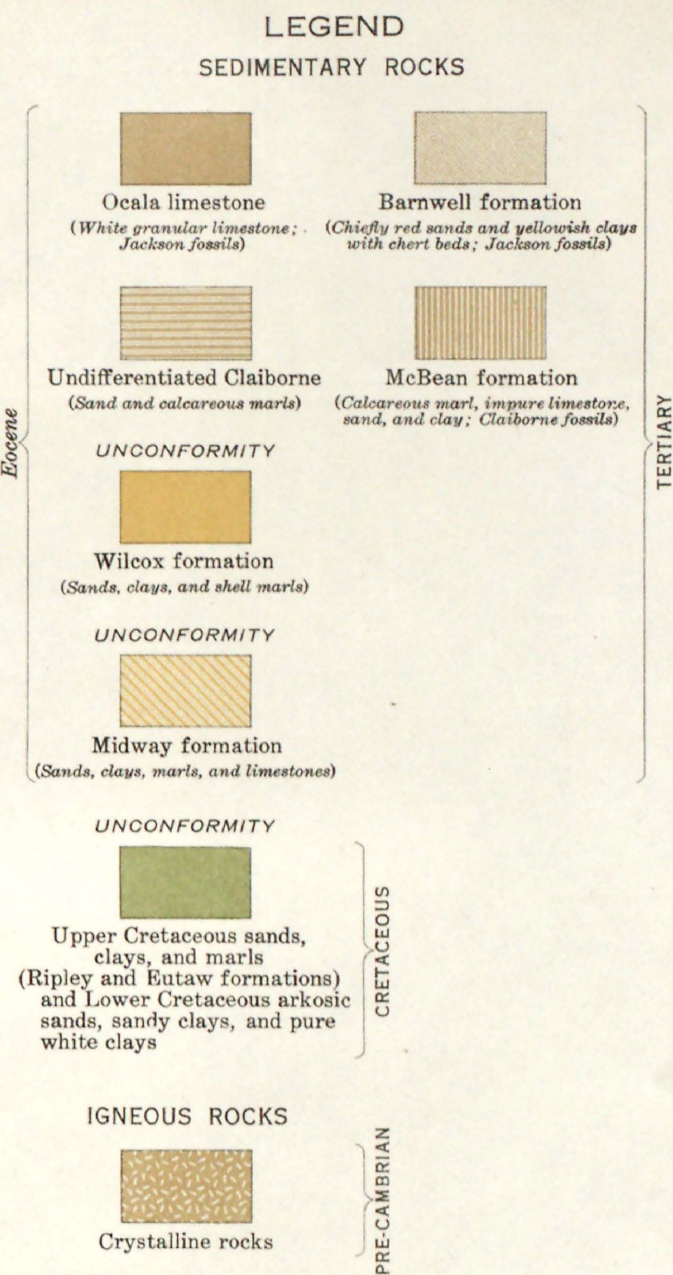 LEGEND
SEDIMENTARY ROCKS
Ocala limestone
(White granular limestone;
Jackson fossils)
Barnwell formation
(Chiefly red sands and yellowish clays
with chert beds; Jackson fossils)
Undifferentiated Claiborne
(Sand and calcareous marls)
McBean formation
(Calcareous marl, impure limestone,
sand, and clay; Claiborne fossils)
Eocene
TERTIARY
UNCONFORMITY
Wilcox formation
(Sands, clays, and shell marls)
UNCONFORMITY
Midway formation
(Sands, clays, marls, and limestones)
UNCONFORMITY
Upper Cretaceous sands,
clays, and marls
(Ripley and Eutaw formations)
and Lower Cretaceous arkosic
sands, sandy clays, and pure
white clays
CRETACEOUS
IGNEOUS ROCKS
Crystalline rocks
PRE-CAMBRIAN